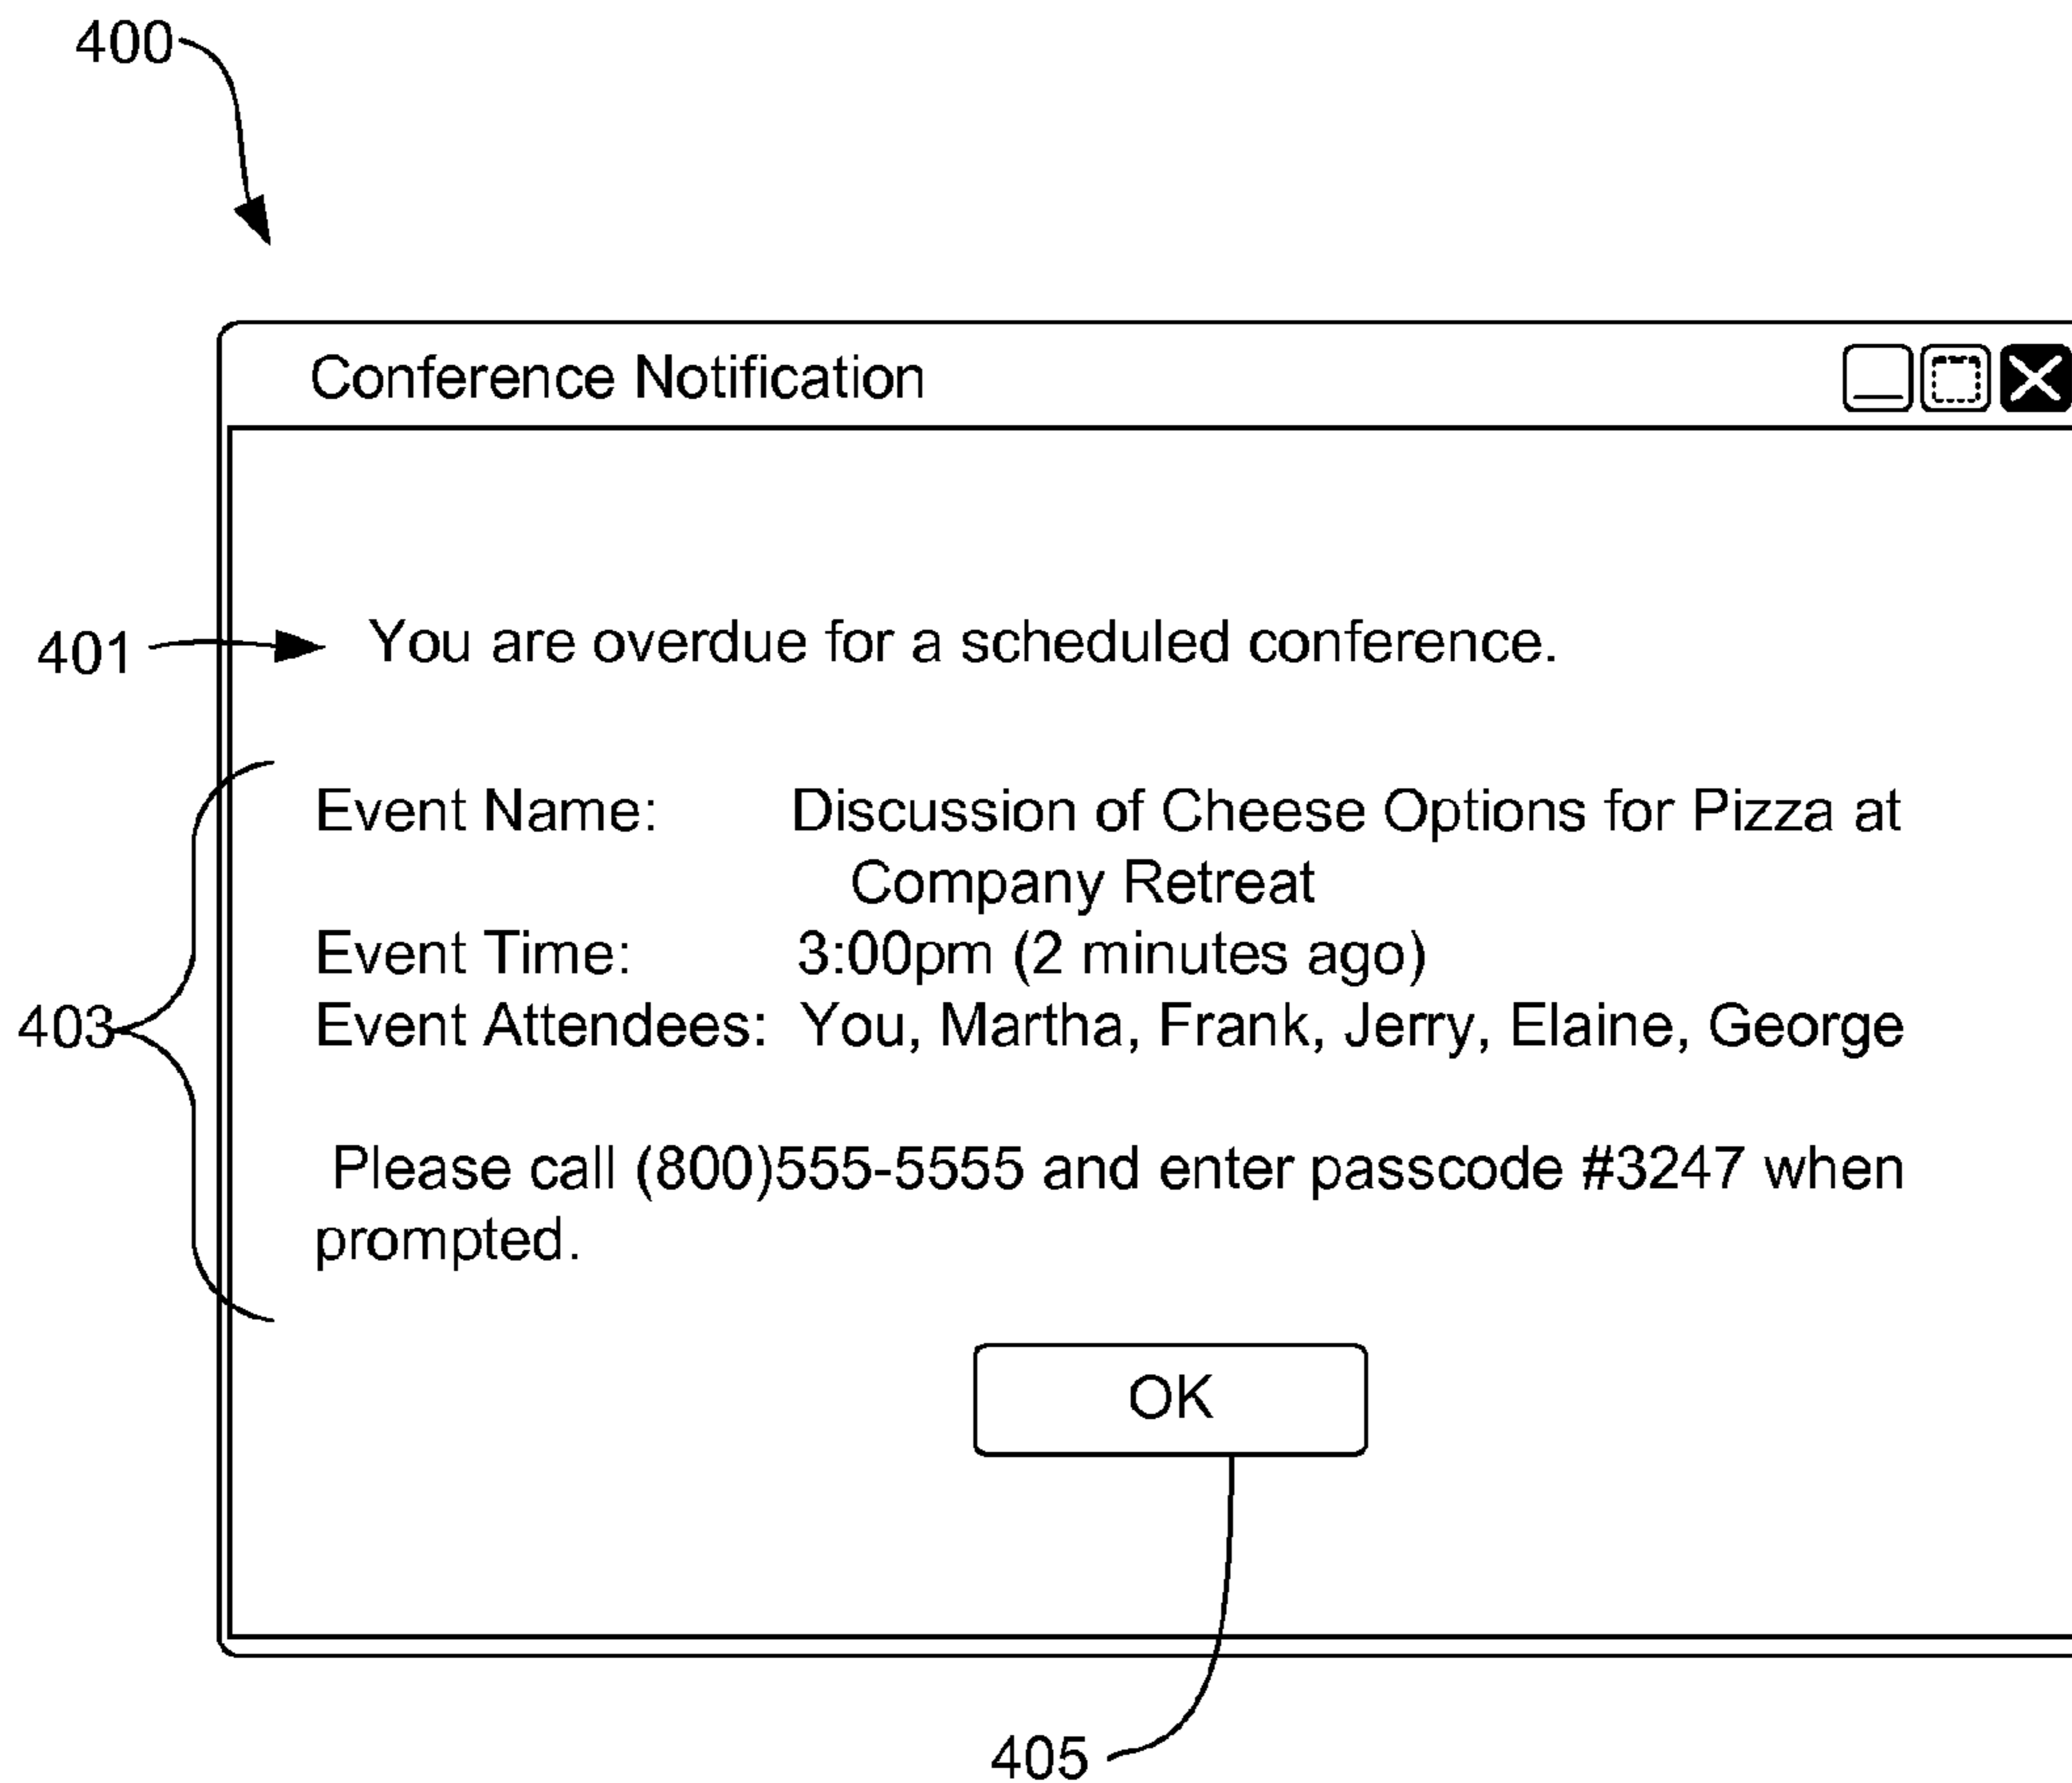 400
Conference Notification
401 You are overdue for a scheduled conference.
Event Name: Discussion of Cheese Options for Pizza at
Company Retreat
Event Time: 3:00pm (2 minutes ago)
403 Event Attendees: You, Martha, Frank, Jerry, Elaine, George
Please call (800)555-5555 and enter passcode #3247 when
prompted.
OK
405